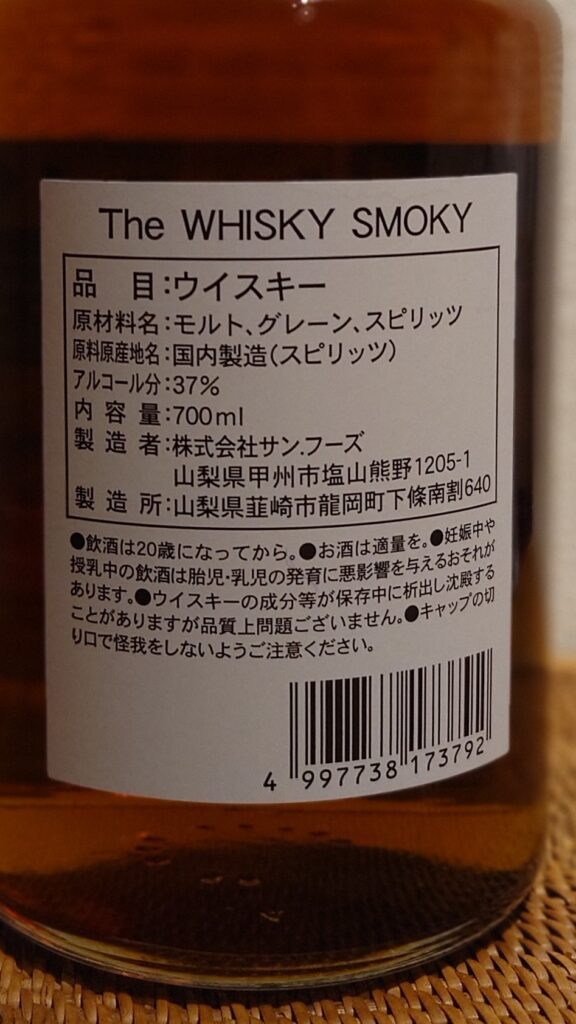 The WHISKY SMOKY
品目:ウイスキー
原材料名:モルト、グレーン、スピリッツ
原料原産地名:国内製造(スピリッツ)
アルコール分:37%
内容量:700ml
製造者:株式会社サン.フーズ
山梨県甲州市塩山熊野1205-1
製造所:山梨県韮崎市龍岡町下條南割640
●飲酒は20歳になってから。●お酒は適量を。●妊娠中や
授乳中の飲酒は胎児・乳児の発育に悪影響を与えるおそれが
あります。●ウイスキーの成分等が保存中に析出し沈殿する
ことがありますが品質上問題ございません。●キャップの切
り口で怪我をしないようご注意ください。
4 997738 173792